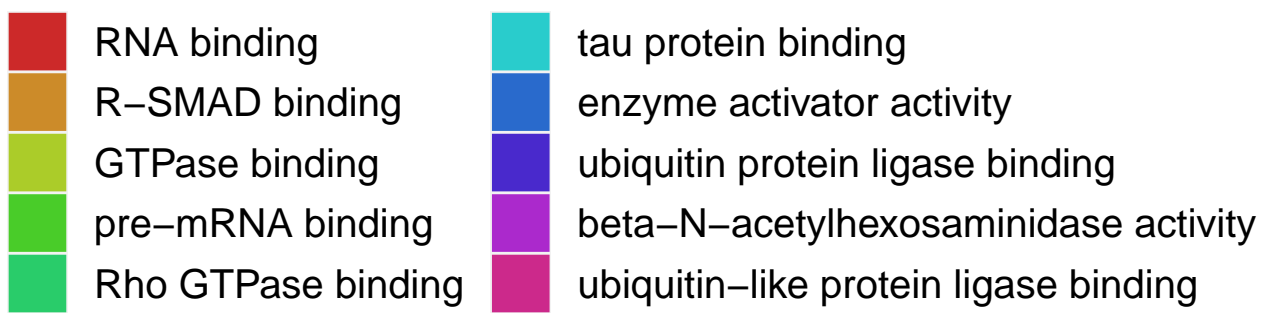 RNA binding
R−SMAD binding
GTPase binding
pre−mRNA binding
Rho GTPase binding
tau protein binding
enzyme activator activity
ubiquitin protein ligase binding
beta−N−acetylhexosaminidase activity
ubiquitin−like protein ligase binding